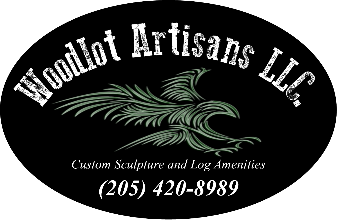 Woodlot Artisans LLC.
Custom Sculpture and Log Amenities
(205) 420-8989